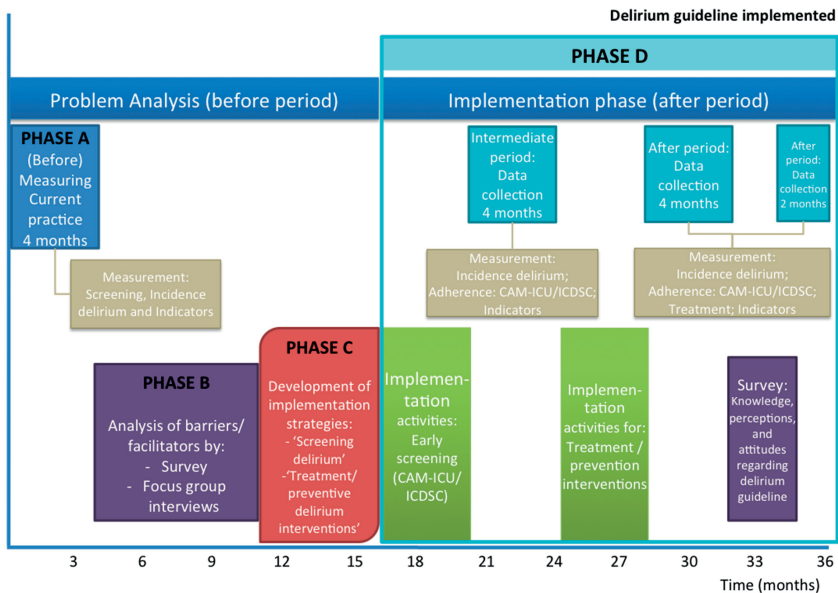 Delirium guideline implemented
PHASE D
Problem Analysis (before period)
Implementation phase (after period)
PHASE A
(Before)
Measuring
Current
practice
4 months
Measurement:
Screening, Incidence
delirium and Indicators
Intermediate
period:
Data
collection
4 months
After period:
Data
collection
4 months
After
period:
Data
collection
2 months
Measurement:
Incidence delirium;
Adherence: CAM-ICU/ICDSC;
Indicators
Measurement:
Incidence delirium;
Adherence: CAM-ICU/ICDSC;
Treatment; Indicators
PHASE B
Analysis of barriers/
facilitators by:
- Survey
- Focus group
interviews
PHASE C
Development of
implementation
strategies:
- ‘Screening
delirium’
-‘Treatment/
preventive
delirium
interventions’
Implemen-
tation
activities:
Early
screening
(CAM-ICU/
ICDSC)
Implemen-
tation
activities for:
Treatment /
prevention
interventions
Survey:
Knowledge,
perceptions,
and
attitudes
regarding
delirium
guideline
3 6 9 12 15 18 21 24 27 30 33 36
Time (months)